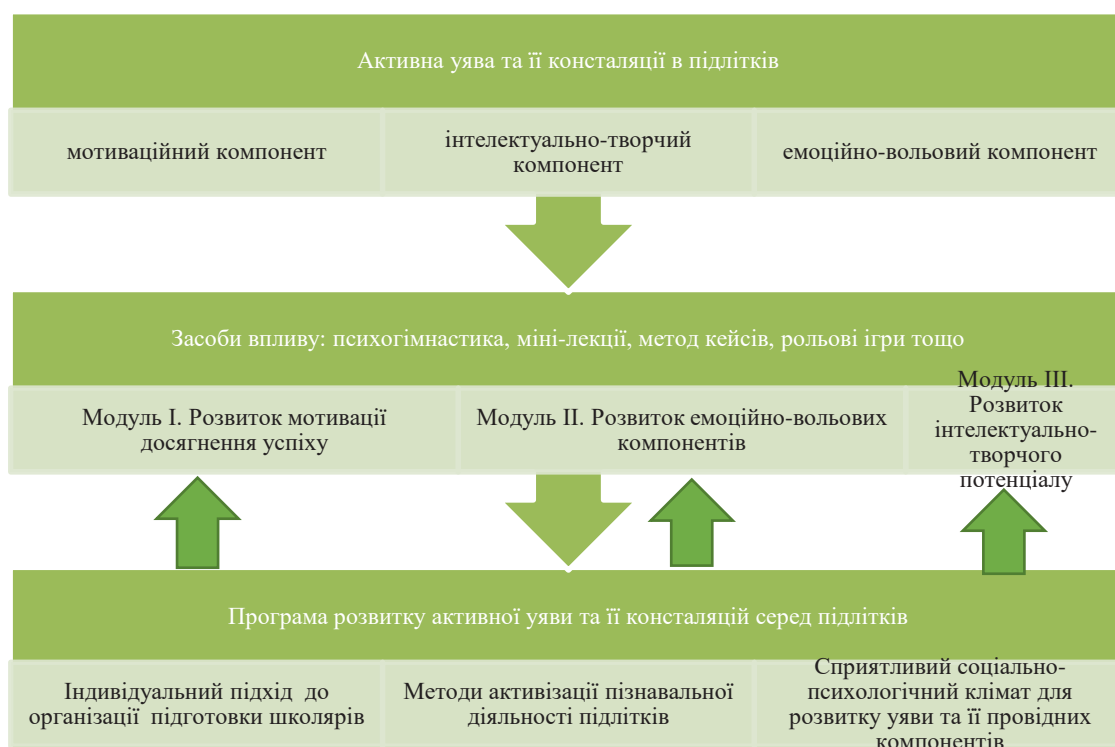 Активна уява та її консталяції в підлітків
мотиваційний компонент
інтелектуально-творчий
компонент
емоційно-вольовий компонент
Засоби впливу: психогімнастика, міні-лекції, метод кейсів, рольові ігри тощо
Модуль І. Розвиток мотивації
досягнення успіху
Модуль ІІ. Розвиток емоційно-вольових
компонентів
Модуль ІІІ.
Розвиток
інтелектуально-
творчого
потенціалу
Програма розвитку активної уяви та її консталяцій серед підлітків
Індивідуальний підхід до
організації підготовки школярів
Методи активізації пізнавальної
діяльності підлітків
Сприятливий соціально-
психологічний клімат для
розвитку уяви та її провідних
компонентів